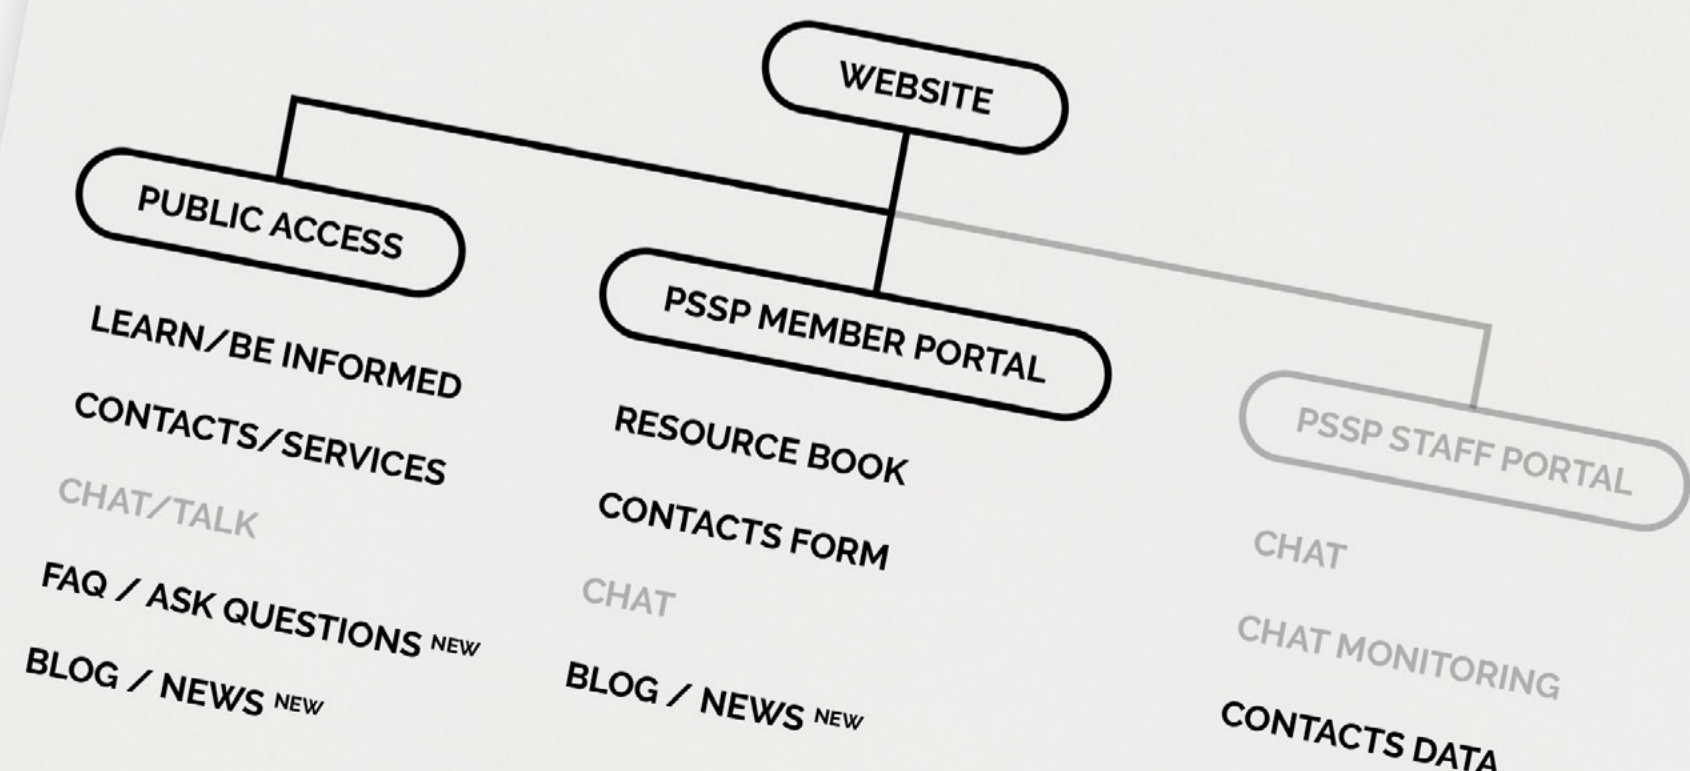 WEBSITE
PUBLIC ACCESS
LEARN/BE INFORMED
CONTACTS/SERVICES
CHAT/TALK
FAQ / ASK QUESTIONS NEW
BLOG / NEWS NEW
PSSP MEMBER PORTAL
RESOURCE BOOK
CONTACTS FORM
CHAT
BLOG / NEWS NEW
PSSP STAFF PORTAL
CHAT
CHAT MONITORING
CONTACTS DATA